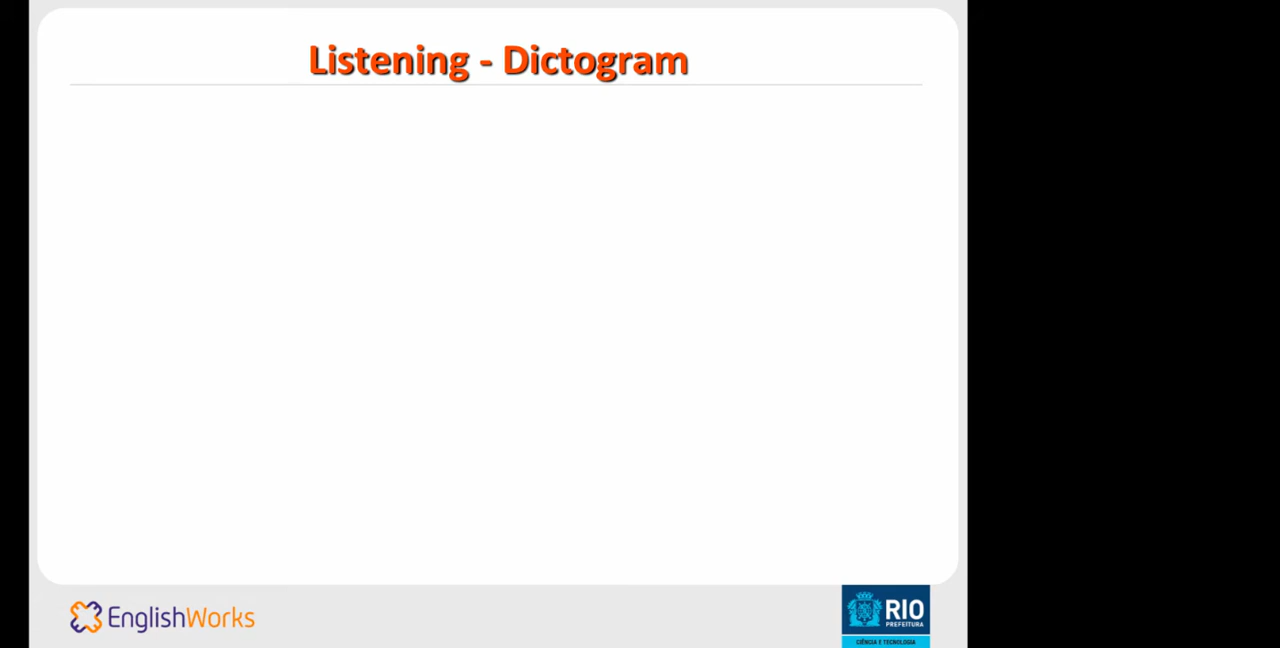 Listening - Dictogram
EnglishWorks
RIO
PREFEITURA
CIÊNCIA E TECNOLOGIA